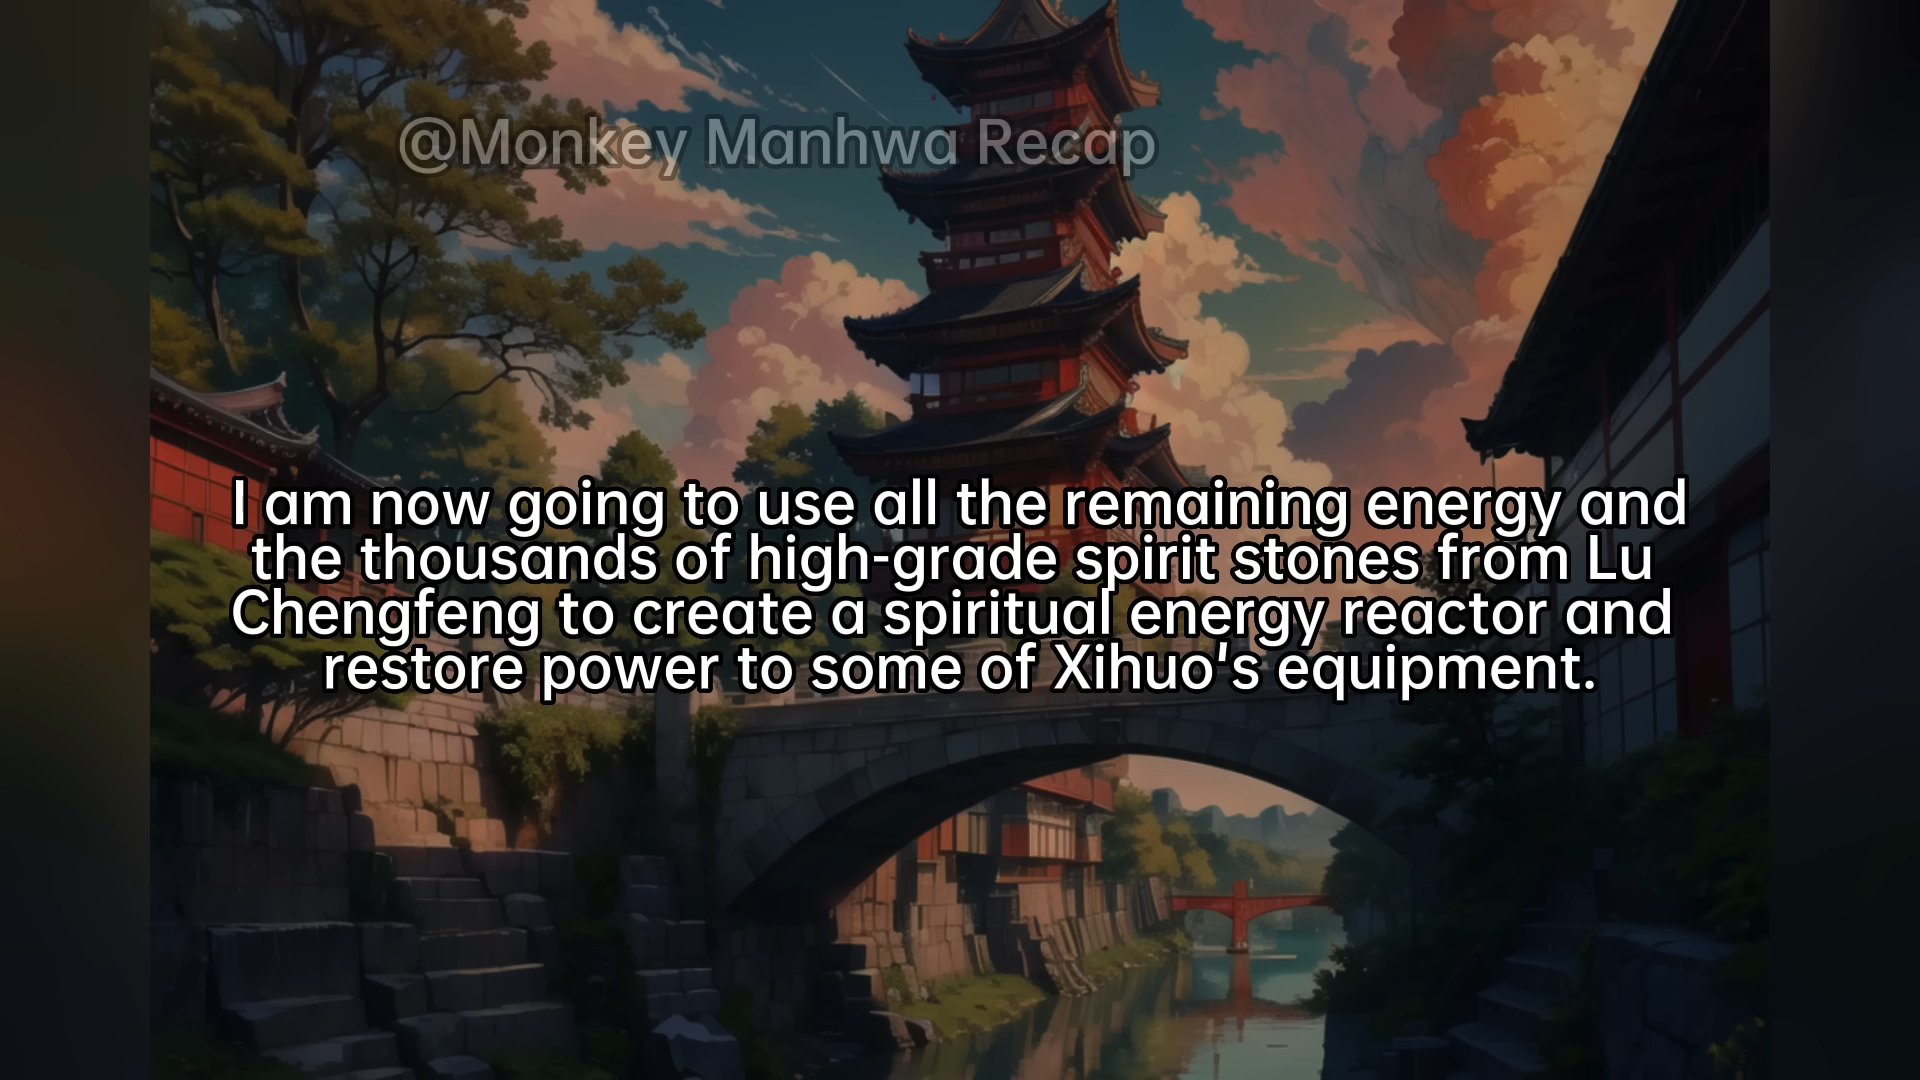 @Monkey Manhwa Recap
I am now going to use all the remaining energy and
the thousands of high-grade spirit stones from Lu
Chengfeng to create a spiritual energy reactor and
restore power to some of Xihuo's equipment.